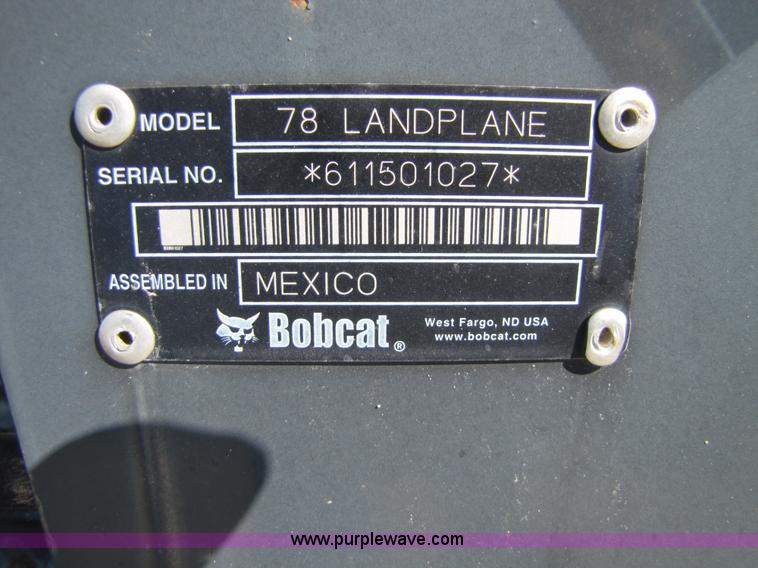 MODEL 78 LANDPLANE
SERIAL NO. *611501027*
ASSEMBLED IN MEXICO
Bobcat® West Fargo, ND USA
www.bobcat.com
www.purplewave.com